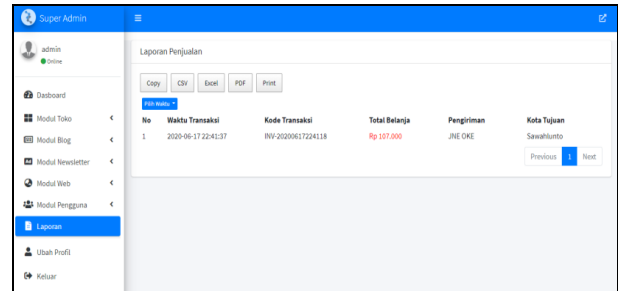 Super Admin
admin
Online
Dasboard
Modul Toko
Modul Blog
Modul Newsletter
Modul Web
Modul Pengguna
Laporan
Ubah Profil
Keluar
Laporan Penjualan
Copy CSV Excel PDF Print
Pilih Waktu
No Waktu Transaksi Kode Transaksi Total Belanja Pengiriman Kota Tujuan
1 2020-06-17 22:41:37 INV-20200617224118 Rp 107.000 JNE OKE Sawahlunto
Previous 1 Next